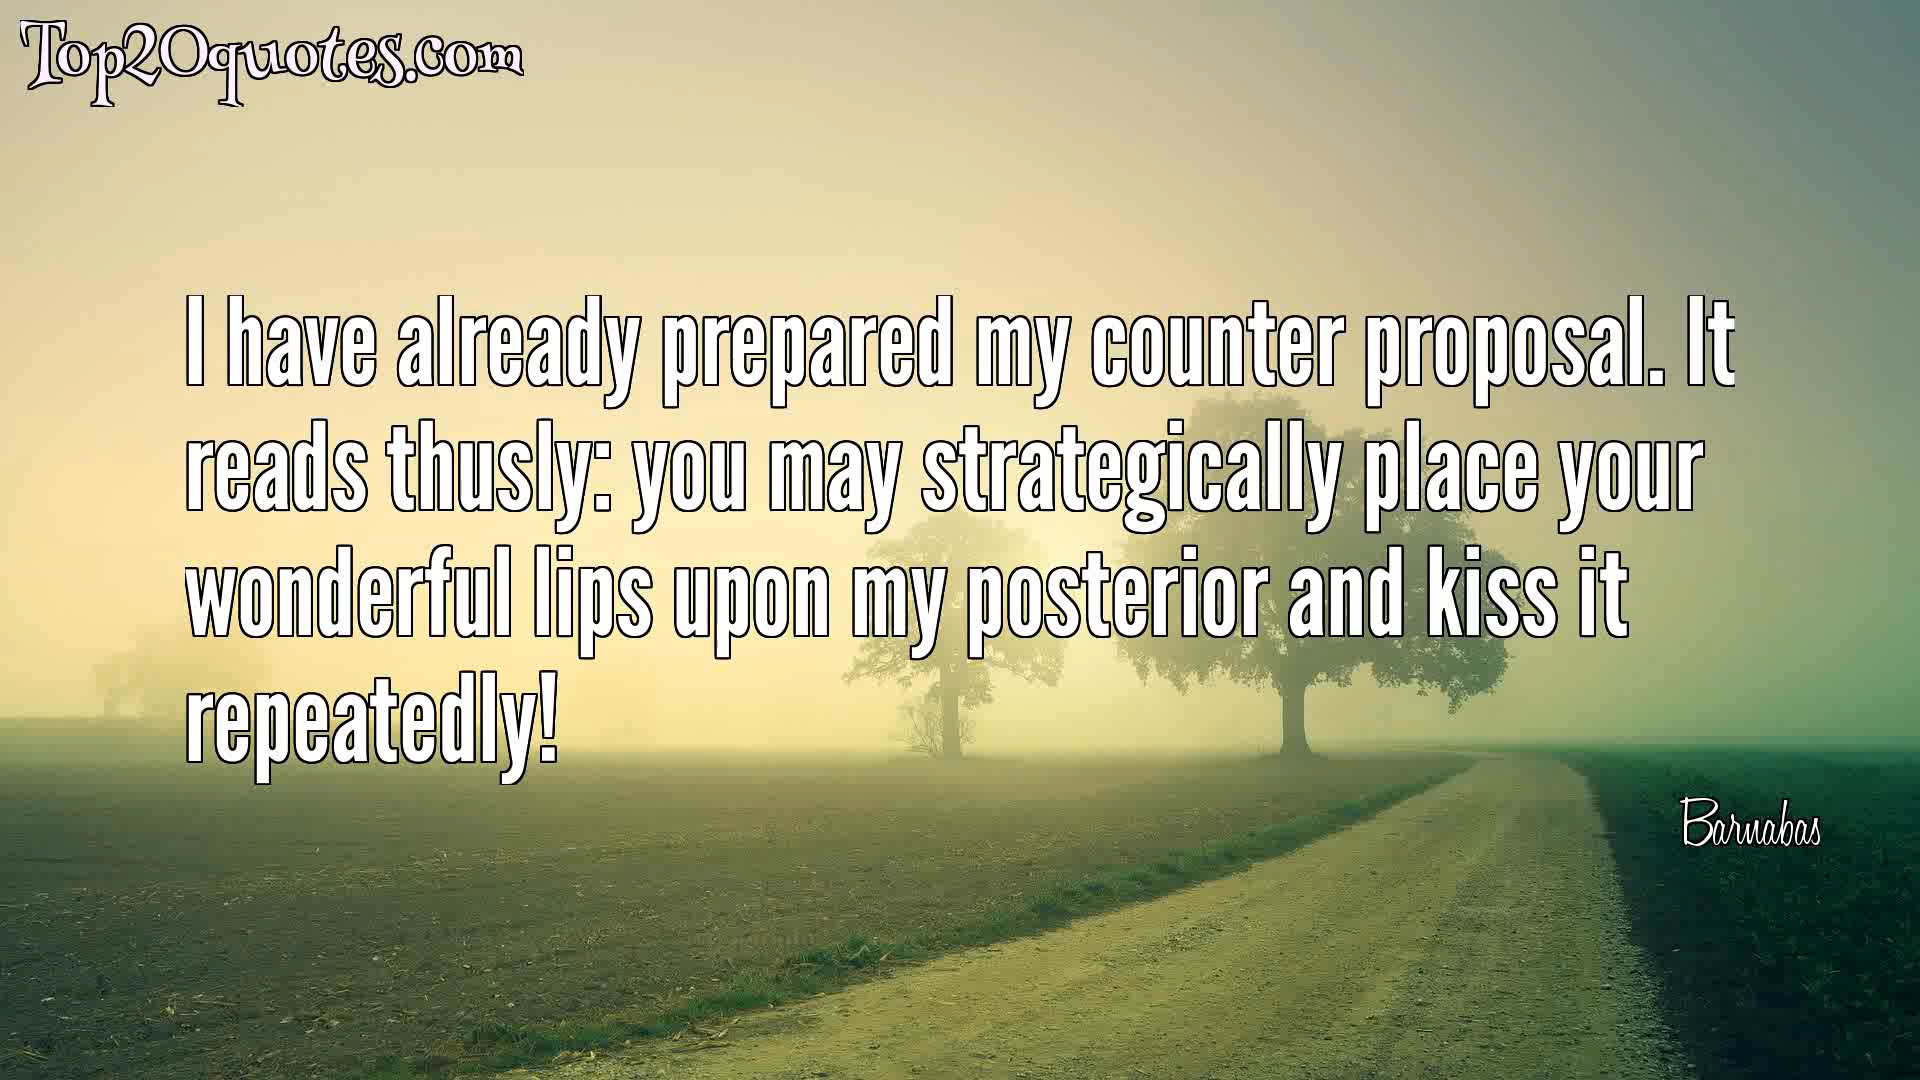 Top20quotes.com
I have already prepared my counter proposal. It
reads thusly: you may strategically place your
wonderful lips upon my posterior and kiss it
repeatedly!
Barnabas